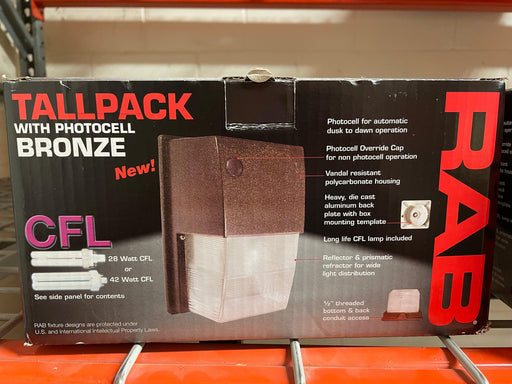 TALLPACK
WITH PHOTOCELL
BRONZE
New!
CFL
28 Watt CFL
or
42 Watt CFL
See side panel for contents
RAB fixture designs are protected under
U.S. and International Intellectual Property Laws.
Photocell for automatic
dusk to dawn operation
Photocell Override Cap
for non photocell operation
Vandal resistant
polycarbonate housing
Heavy, die cast
aluminum back
plate with box
mounting template
Long life CFL lamp included
Reflector & prismatic
refractor for wide
light distribution
½" threaded
bottom & back
conduit access
RAB®